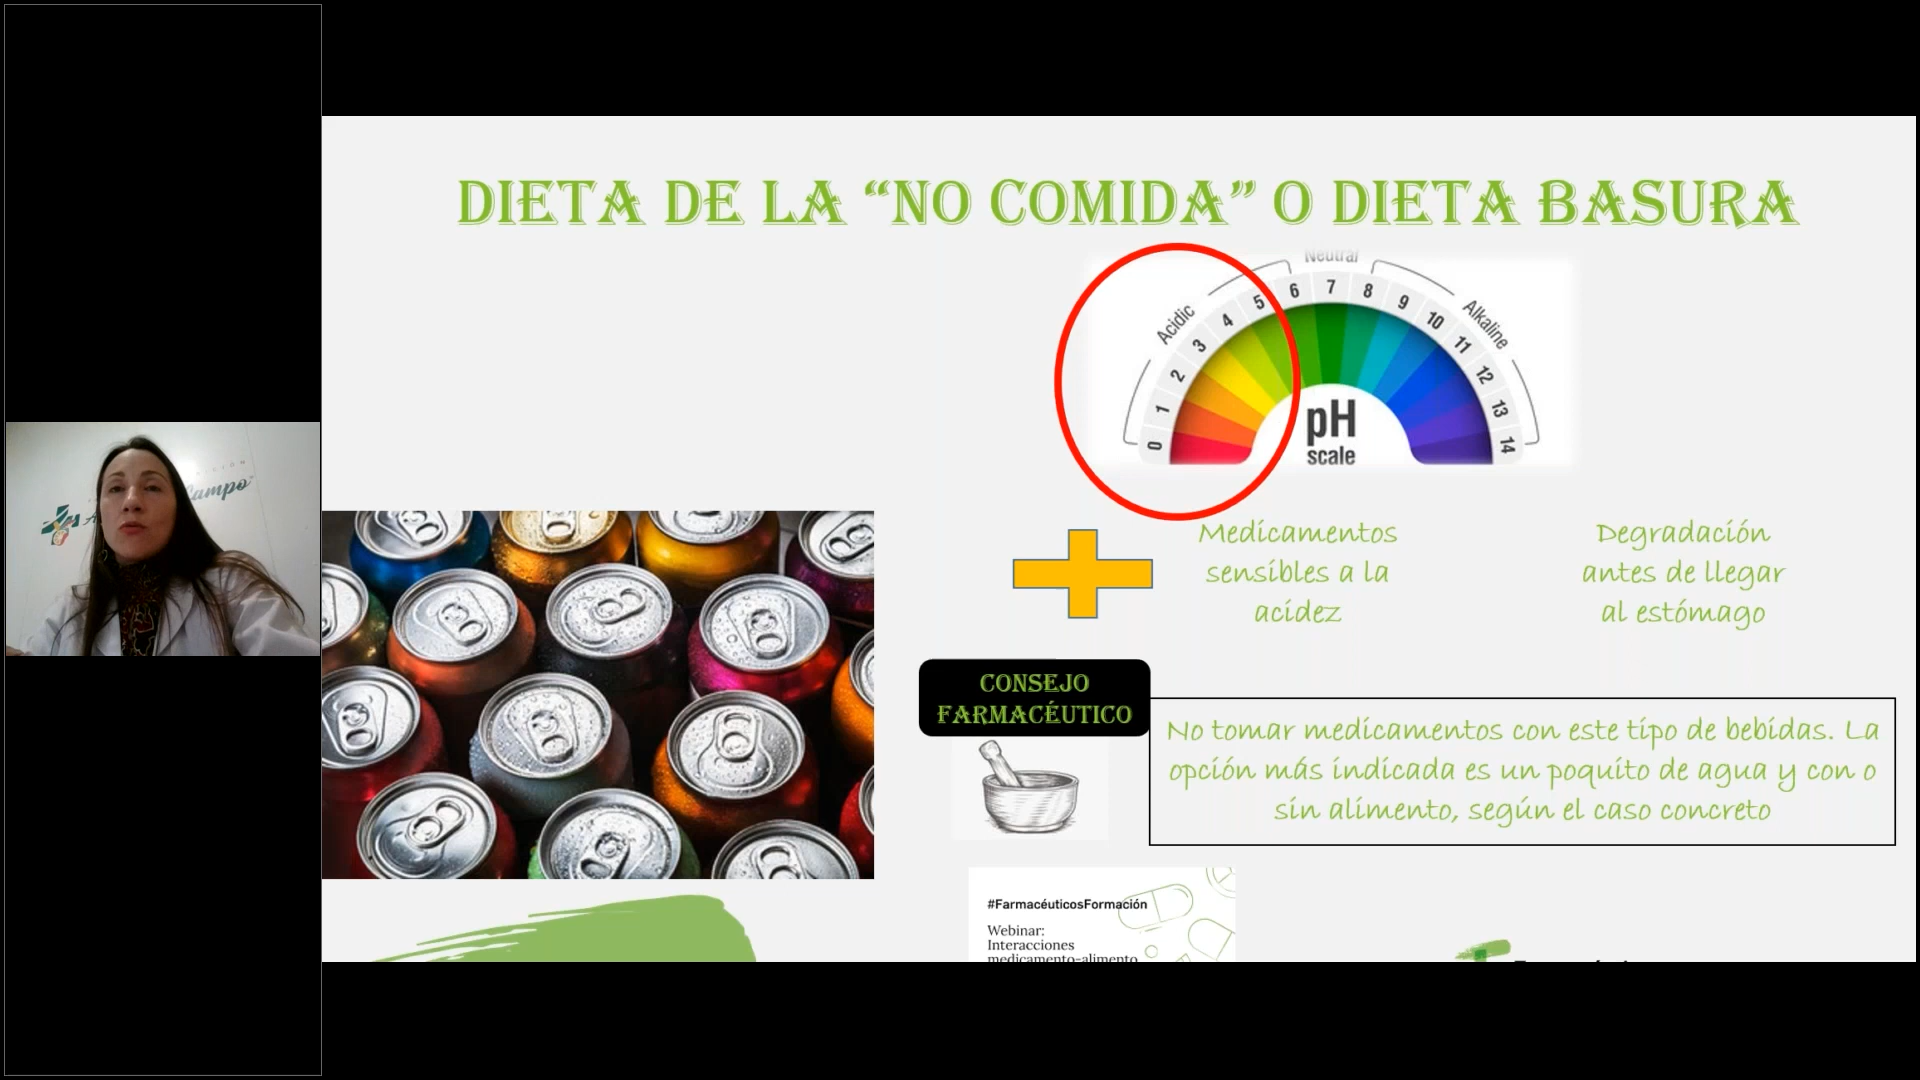 DIETA DE LA “NO COMIDA” O DIETA BASURA
Neutral
Acidic
Alkaline
0 1 2 3 4 5 6 7 8 9 10 11 12 13 14
pH
scale
Medicamentos
sensibles a la
acidez
Degradación
antes de llegar
al estómago
CONSEJO
FARMACÉUTICO
No tomar medicamentos con este tipo de bebidas. La
opción más indicada es un poquito de agua y con o
sin alimento, según el caso concreto
#FarmacéuticosFormación
Webinar:
Interacciones
medicamento-alimento